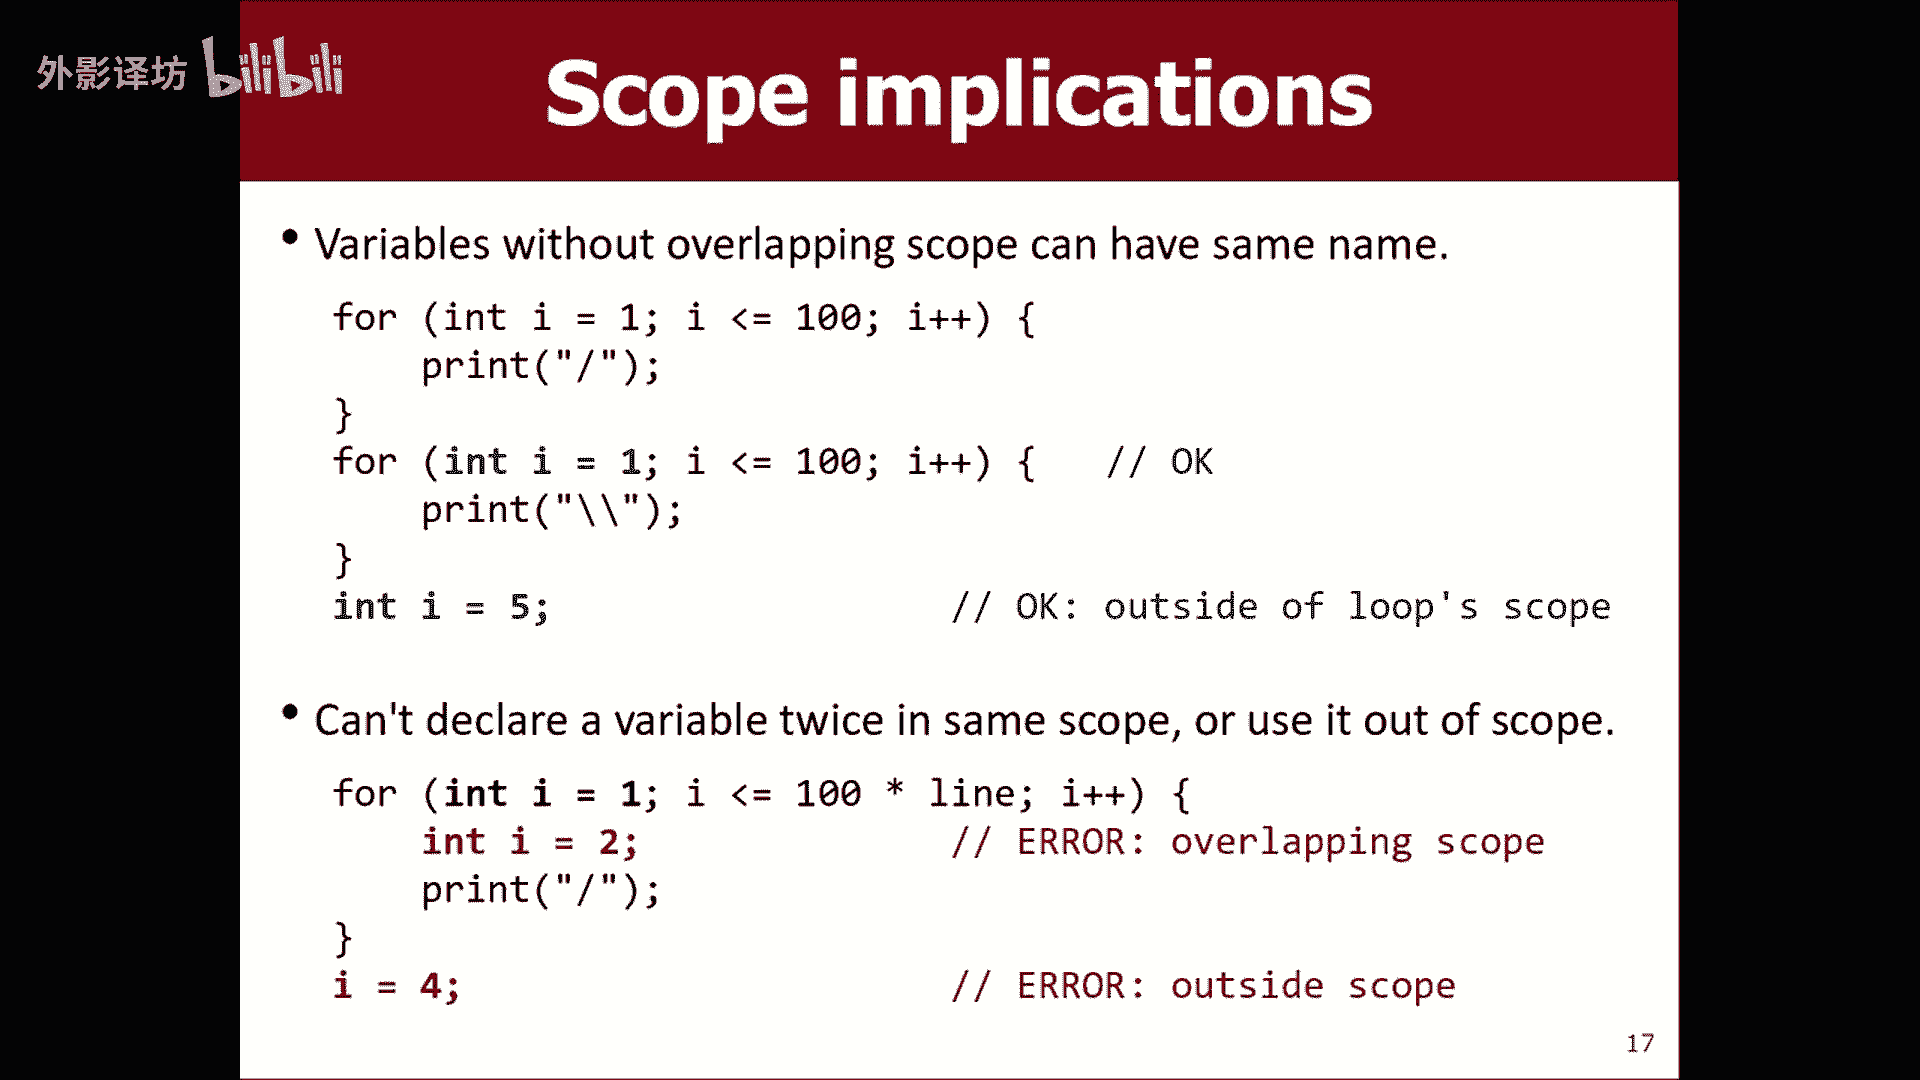 外影译坊 bilibili
Scope implications
• Variables without overlapping scope can have same name.
for (int i = 1; i <= 100; i++) {
    print("/");
}
for (int i = 1; i <= 100; i++) {   // OK
    print("\\");
}
int i = 5;                  // OK: outside of loop's scope
• Can't declare a variable twice in same scope, or use it out of scope.
for (int i = 1; i <= 100 * line; i++) {
    int i = 2;              // ERROR: overlapping scope
    print("/");
}
i = 4;                      // ERROR: outside scope
17